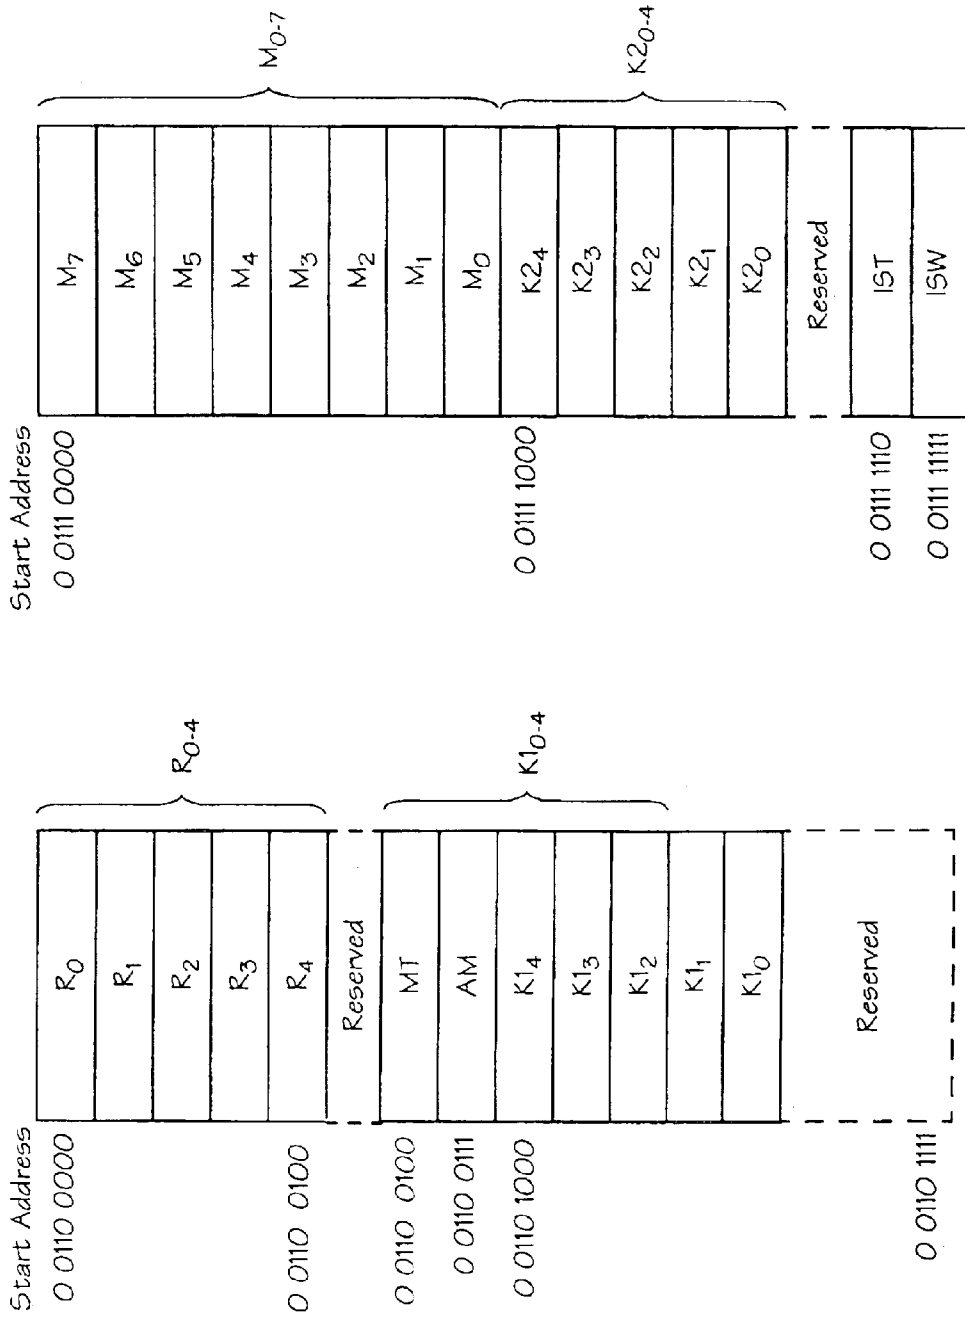 Start Address
0 0110 0000
R0
R1
R2
R3
0 0110 0100
R4
R0-4
Reserved
0 0110 0100
MT
0 0110 0111
AM
0 0110 1000
K14
K13
K12
K11
K10
K10-4
Reserved
0 0110 1111
Start Address
0 0111 0000
M7
M6
M5
M4
M3
M2
M1
M0
M0-7
0 0111 1000
K24
K23
K22
K21
K20
K20-4
Reserved
0 0111 1110
IST
0 0111 11111
ISW